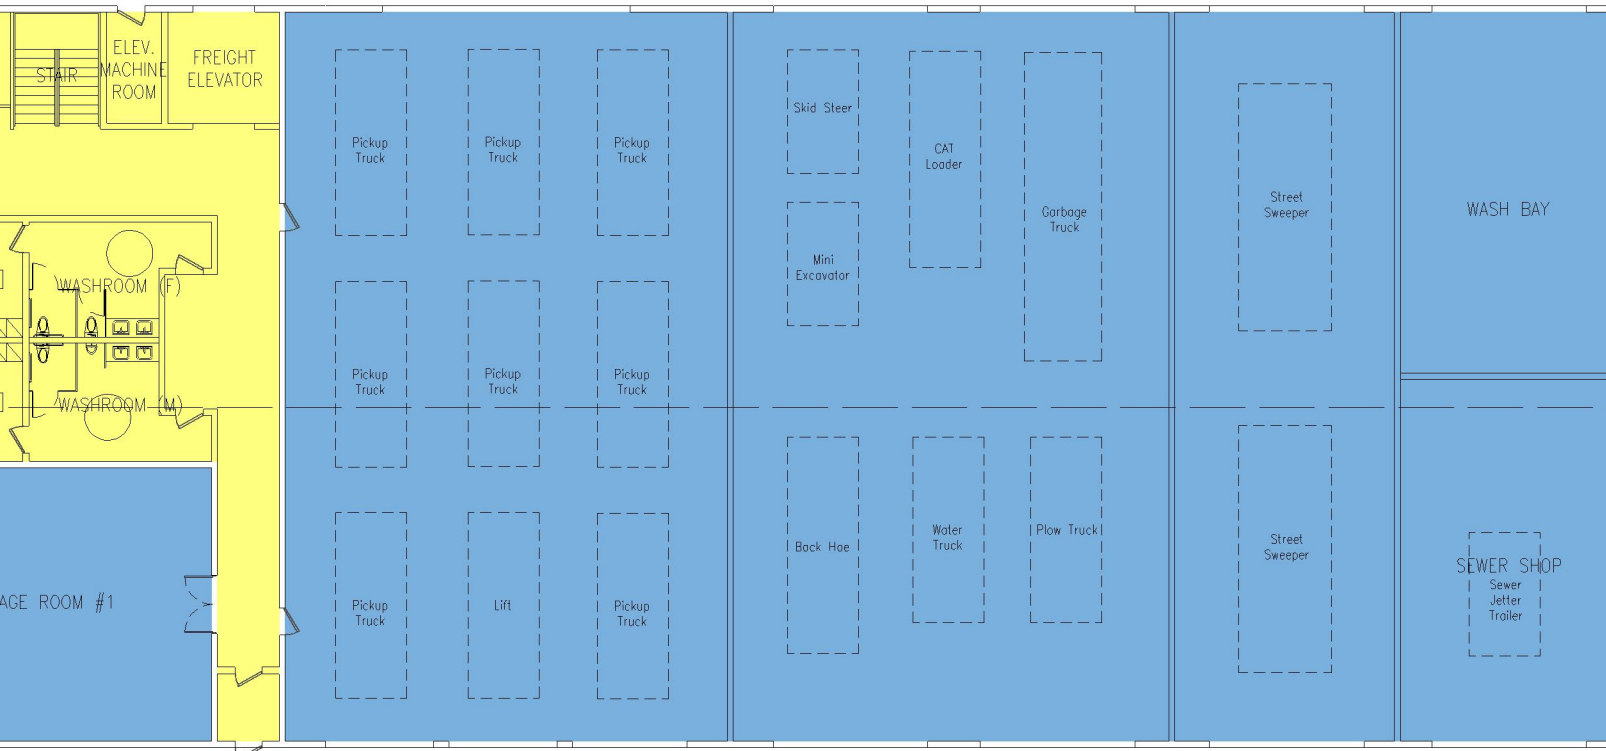 STAIR
ELEV.
MACHINE
ROOM
FREIGHT
ELEVATOR
WASHROOM (F)
WASHROOM (M)
AGE ROOM #1
Pickup
Truck
Pickup
Truck
Pickup
Truck
Pickup
Truck
Pickup
Truck
Pickup
Truck
Pickup
Truck
Lift
Pickup
Truck
Skid Steer
CAT
Loader
Garbage
Truck
Mini
Excavator
Back Hoe
Water
Truck
Plow Truck
Street
Sweeper
Street
Sweeper
WASH BAY
SEWER SHOP
Sewer
Jetter
Trailer